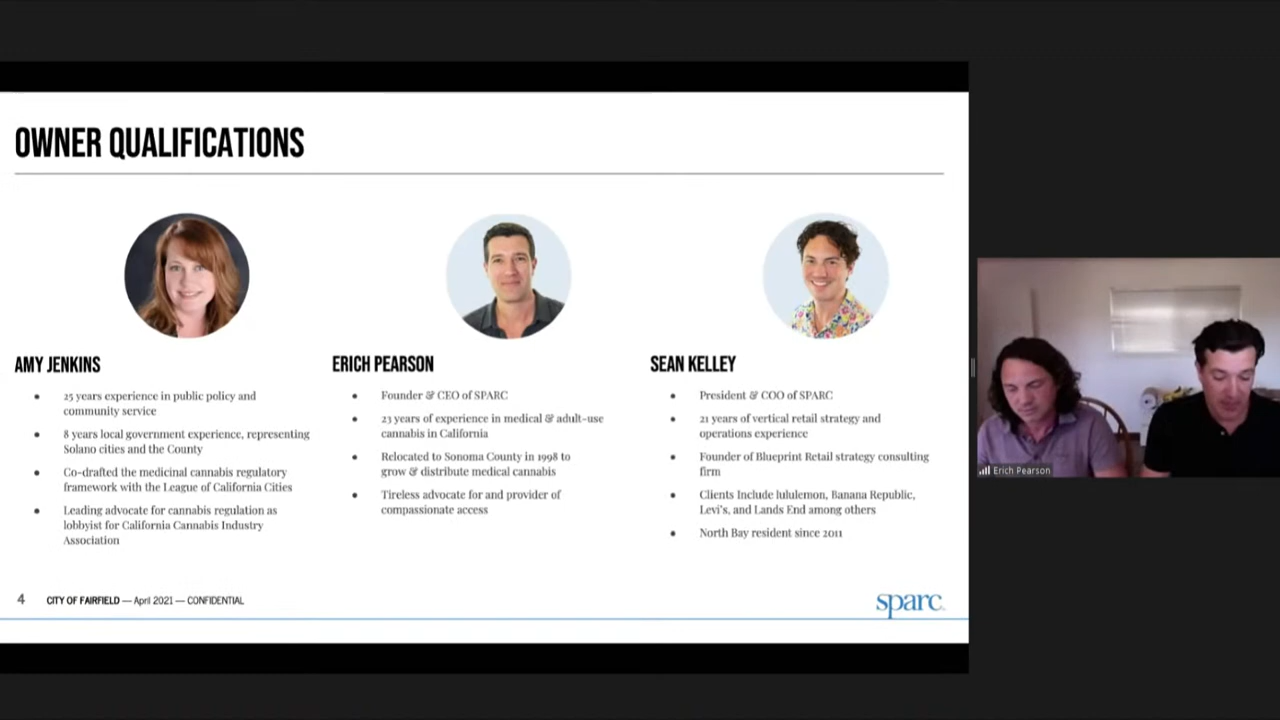 OWNER QUALIFICATIONS
AMY JENKINS
• 25 years experience in public policy and
community service
• 8 years local government experience, representing
Solano cities and the County
• Co-drafted the medicinal cannabis regulatory
framework with the League of California Cities
• Leading advocate for cannabis regulation as
lobbyist for California Cannabis Industry
Association
ERICH PEARSON
• Founder & CEO of SPARC
• 23 years of experience in medical & adult-use
cannabis in California
• Relocated to Sonoma County in 1998 to
grow & distribute medical cannabis
• Tireless advocate for and provider of
compassionate access
SEAN KELLEY
• President & COO of SPARC
• 21 years of vertical retail strategy and
operations experience
• Founder of Blueprint Retail strategy consulting
firm
• Clients Include lululemon, Banana Republic,
Levi's, and Lands End among others
• North Bay resident since 2011
4 CITY OF FAIRFIELD — April 2021 — CONFIDENTIAL
sparc
Erich Pearson